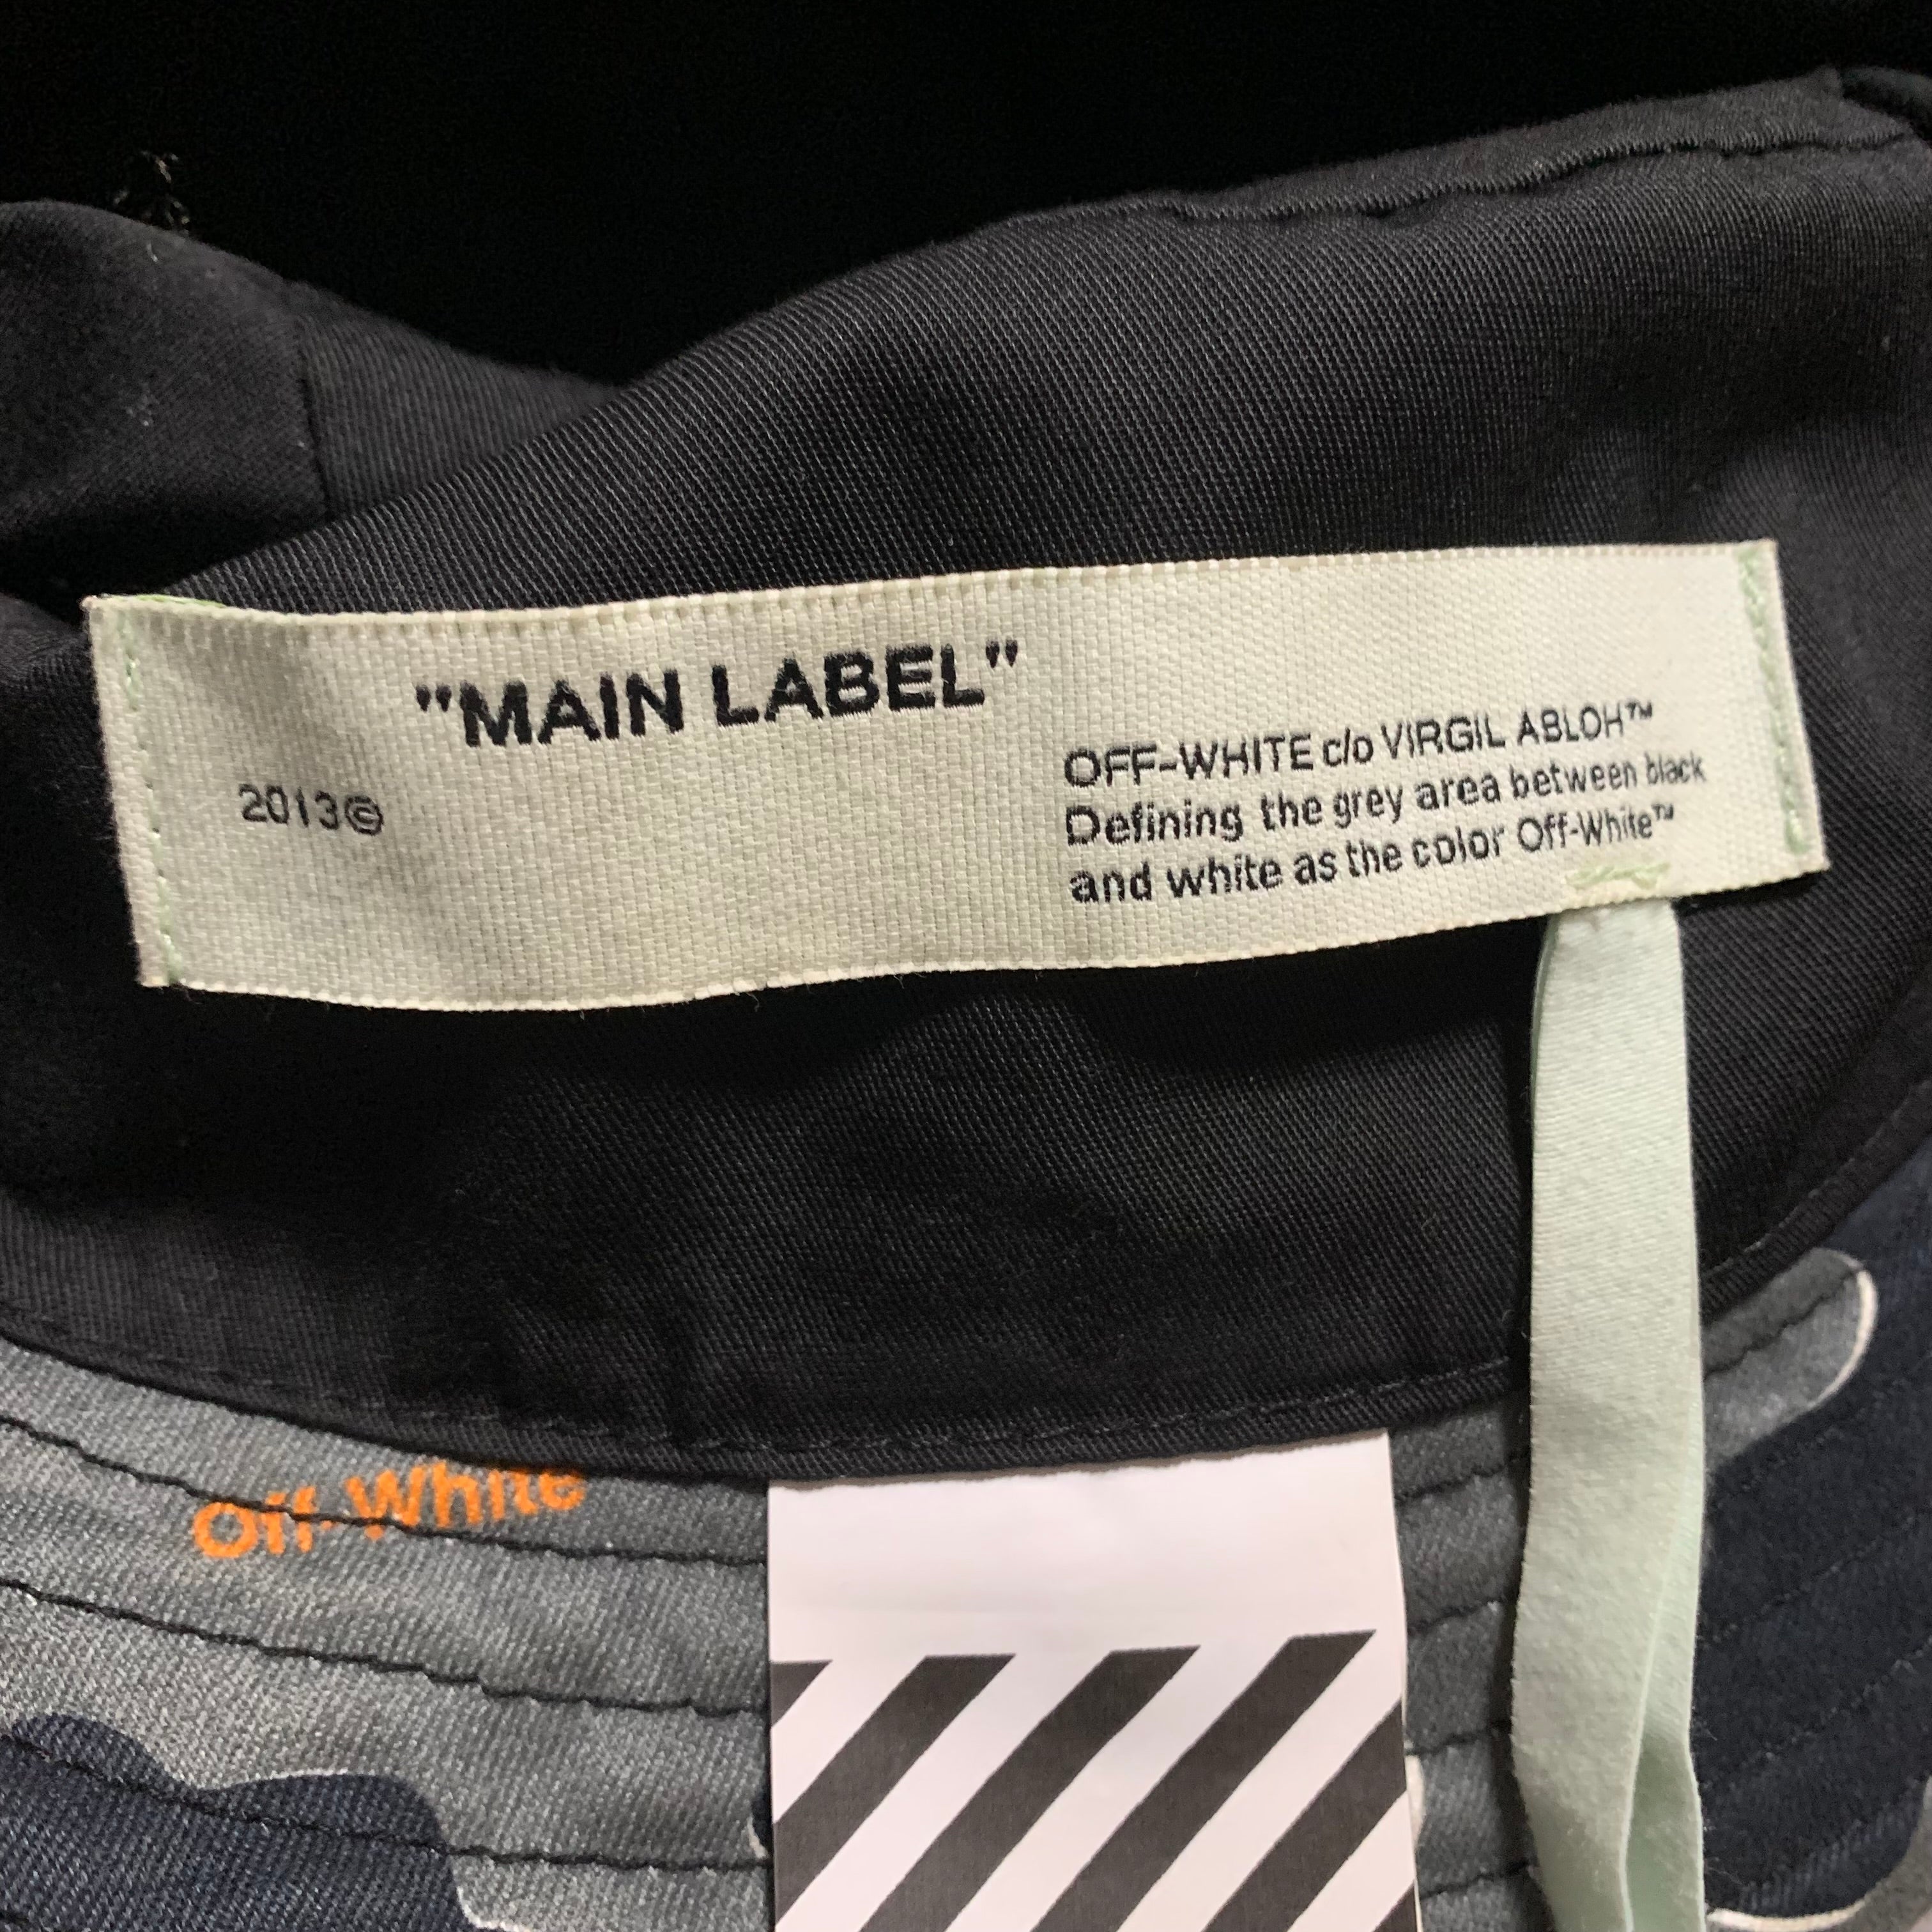 "MAIN LABEL"
2013©
OFF-WHITE c/o VIRGIL ABLOH™
Defining the grey area between black
and white as the color Off-White™
Off-White